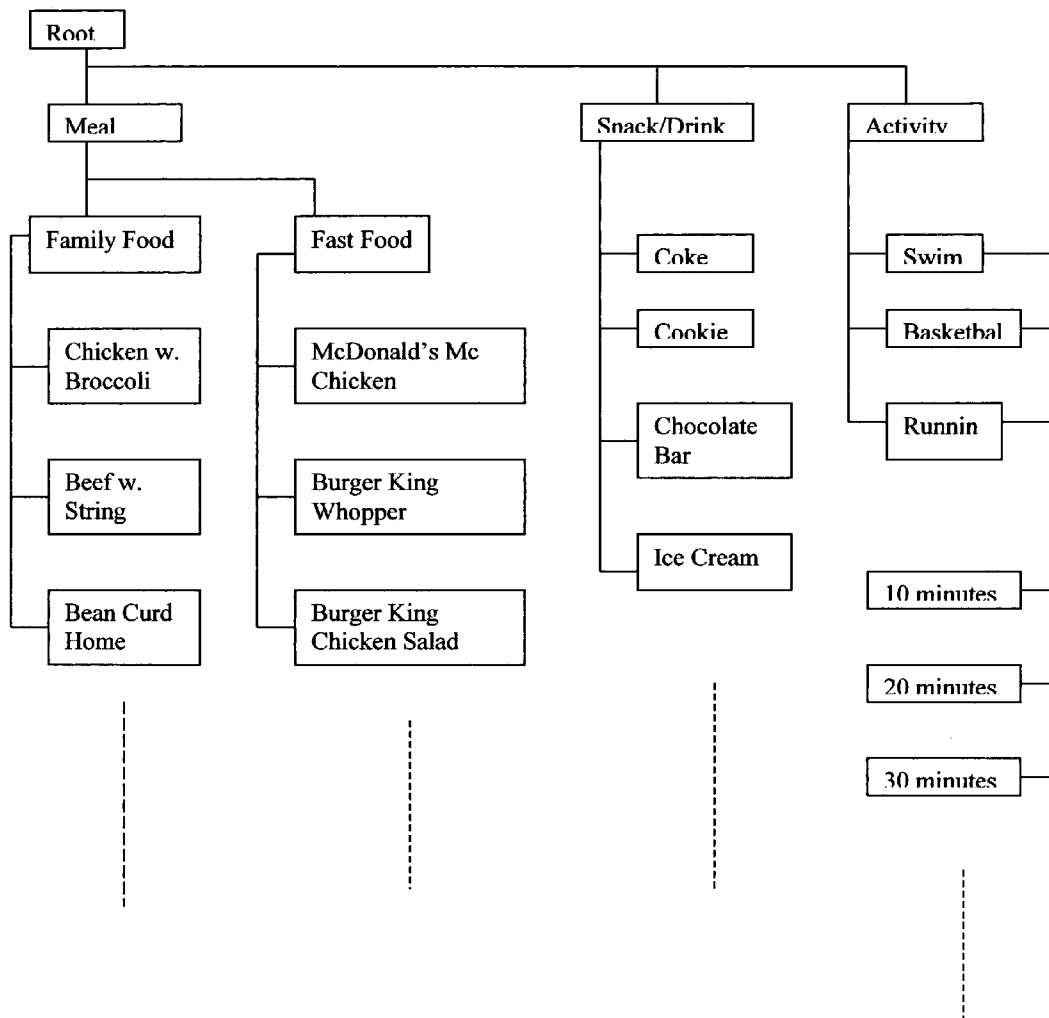 Root
Meal
Snack/Drink
Activity
Family Food
Fast Food
Coke
Swim
Cookie
Basketbal
Chicken w.
Broccoli
McDonald's Mc
Chicken
Chocolate
Bar
Runnin
Beef w.
String
Burger King
Whopper
Ice Cream
10 minutes
Bean Curd
Home
Burger King
Chicken Salad
20 minutes
30 minutes